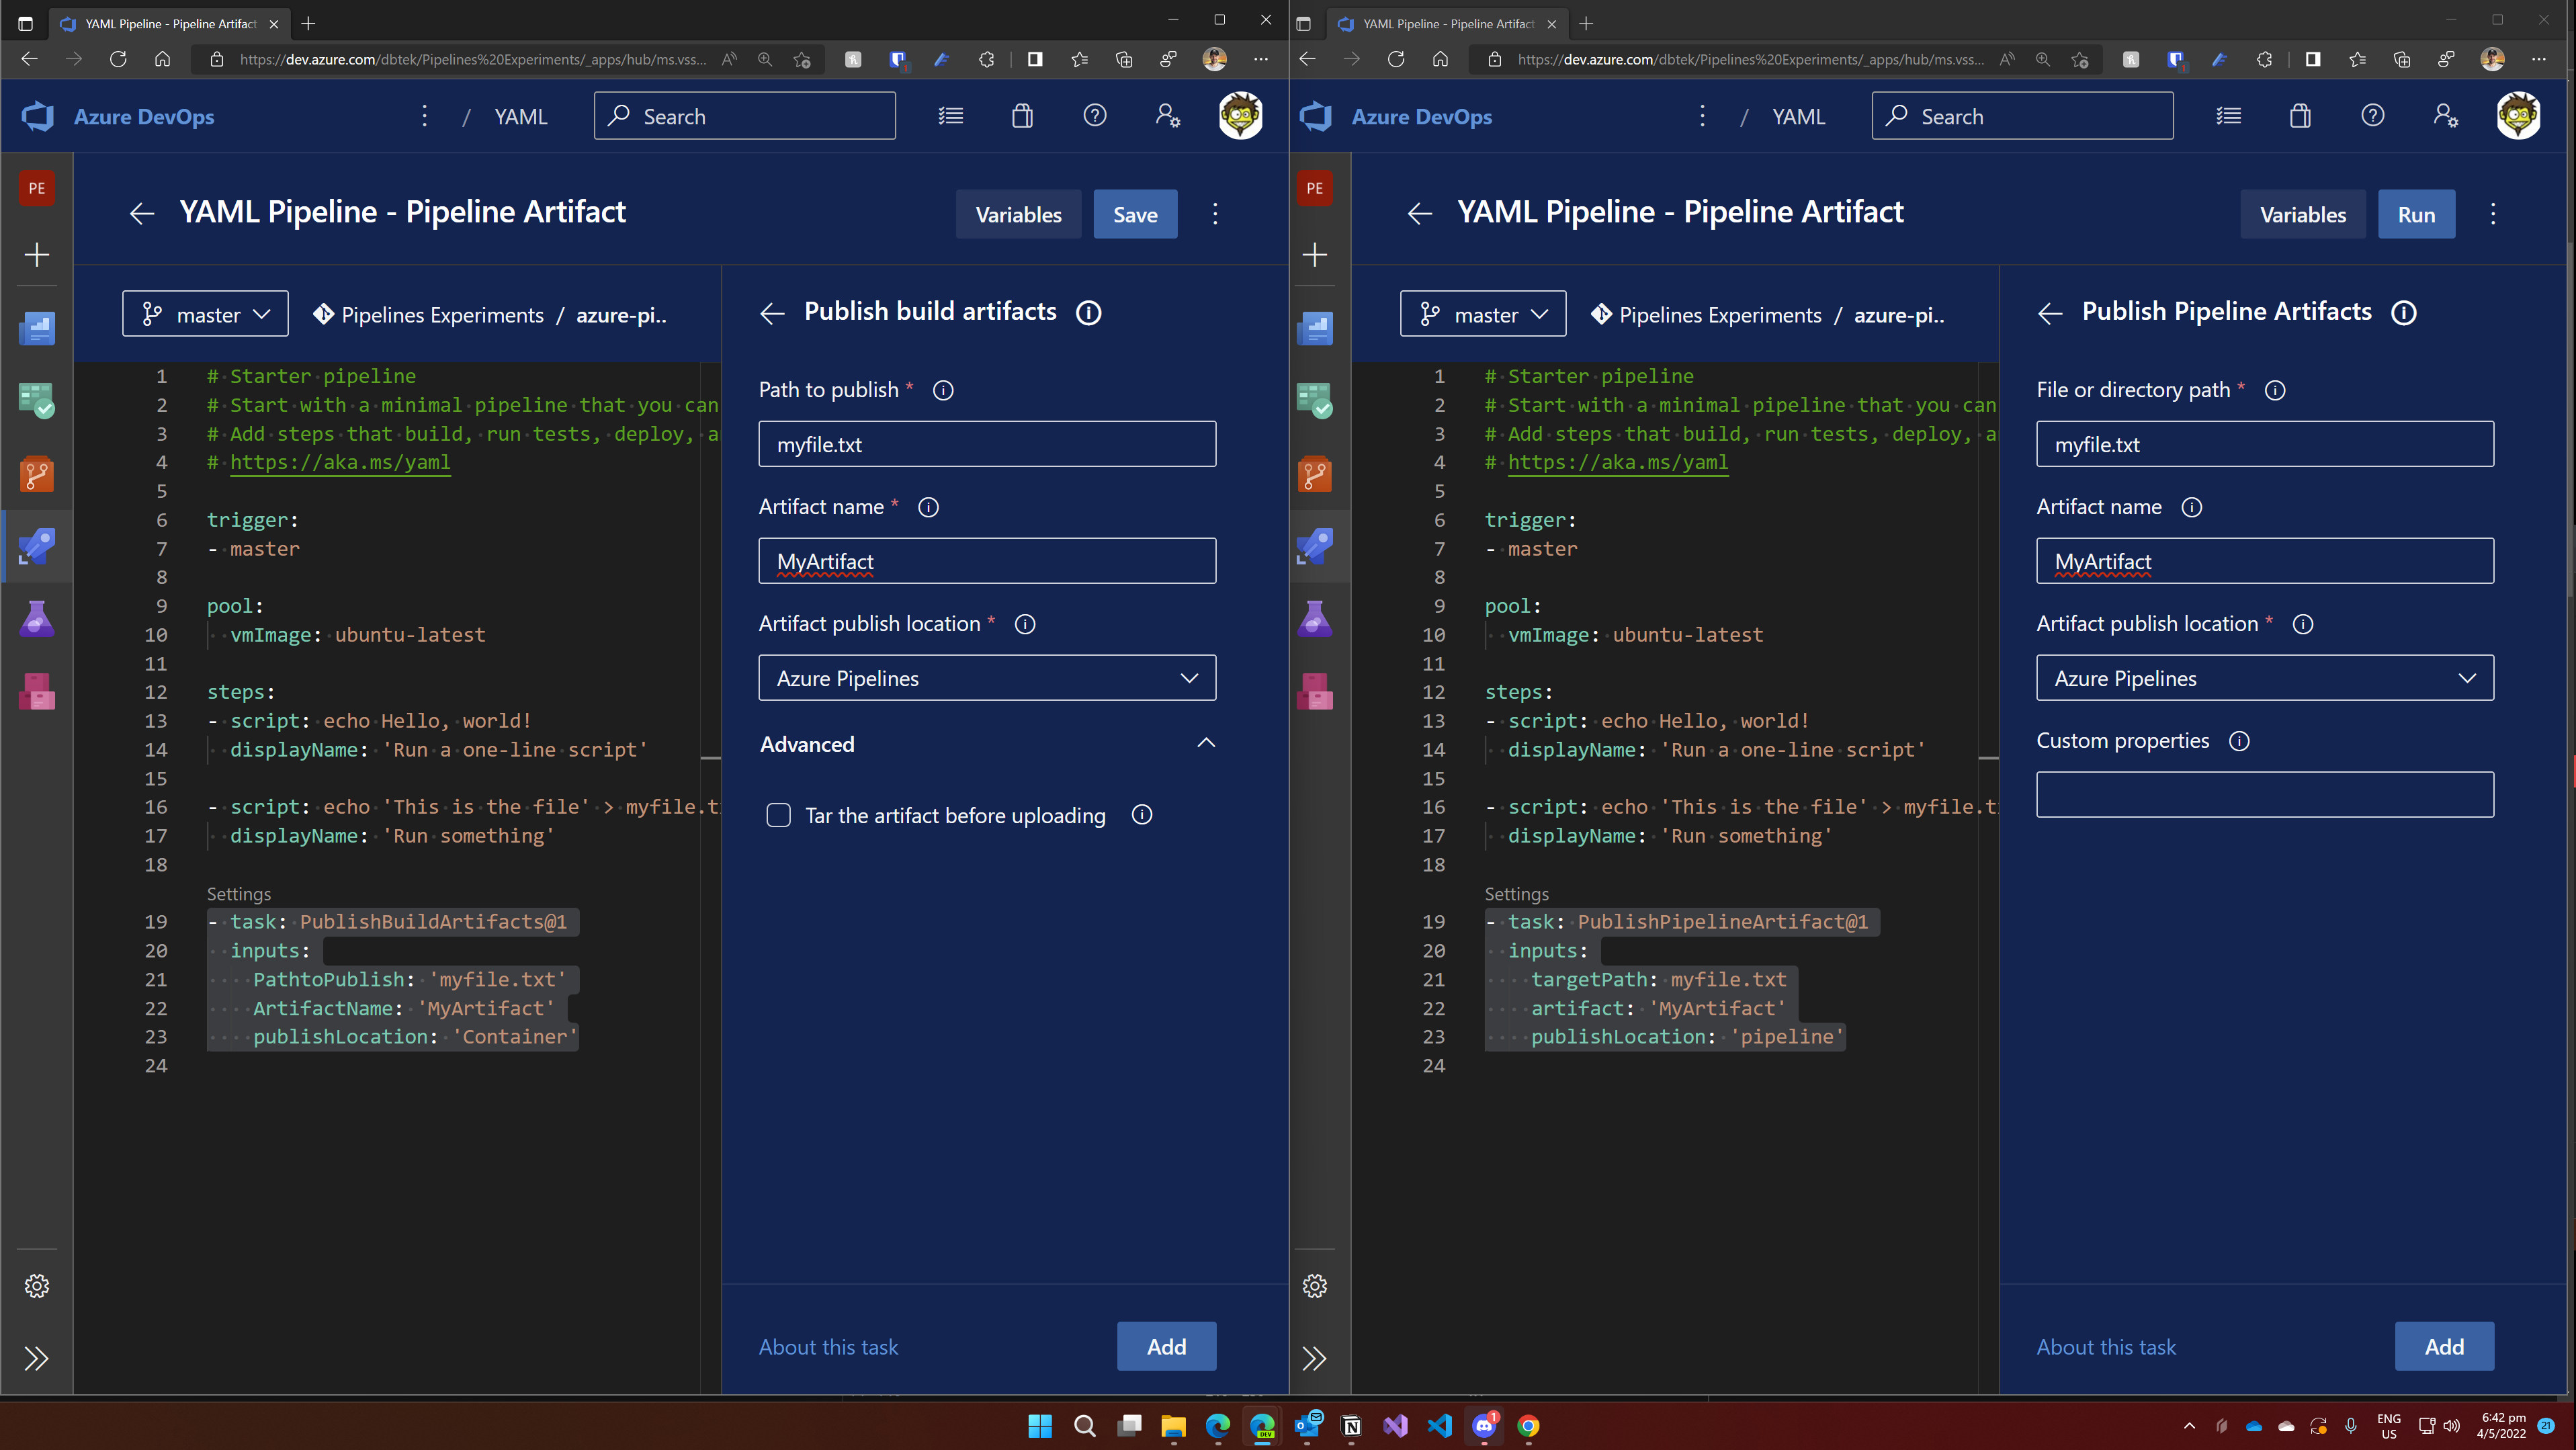 YAML Pipeline - Pipeline Artifact
https://dev.azure.com/dbtek/Pipelines%20Experiments/_apps/hub/ms.vss...
Azure DevOps
/ YAML
Search
PE
YAML Pipeline - Pipeline Artifact
Variables
Save
master
Pipelines Experiments / azure-pi..
1 # Starter pipeline
2 # Start with a minimal pipeline that you can
3 # Add steps that build, run tests, deploy, a
4 # https://aka.ms/yaml
5
6 trigger:
7 - master
8
9 pool:
10 vmImage: ubuntu-latest
11
12 steps:
13 - script: echo Hello, world!
14 displayName: 'Run a one-line script'
15
16 - script: echo 'This is the file' > myfile.t
17 displayName: 'Run something'
18
Settings
19 - task: PublishBuildArtifacts@1
20 inputs:
21 PathtoPublish: 'myfile.txt'
22 ArtifactName: 'MyArtifact'
23 publishLocation: 'Container'
24
Publish build artifacts
Path to publish *
myfile.txt
Artifact name *
MyArtifact
Artifact publish location *
Azure Pipelines
Advanced
Tar the artifact before uploading
About this task
Add
YAML Pipeline - Pipeline Artifact
https://dev.azure.com/dbtek/Pipelines%20Experiments/_apps/hub/ms.vss...
Azure DevOps
/ YAML
Search
PE
YAML Pipeline - Pipeline Artifact
Variables
Run
master
Pipelines Experiments / azure-pi..
1 # Starter pipeline
2 # Start with a minimal pipeline that you can
3 # Add steps that build, run tests, deploy, a
4 # https://aka.ms/yaml
5
6 trigger:
7 - master
8
9 pool:
10 vmImage: ubuntu-latest
11
12 steps:
13 - script: echo Hello, world!
14 displayName: 'Run a one-line script'
15
16 - script: echo 'This is the file' > myfile.t
17 displayName: 'Run something'
18
Settings
19 - task: PublishPipelineArtifact@1
20 inputs:
21 targetPath: myfile.txt
22 artifact: 'MyArtifact'
23 publishLocation: 'pipeline'
24
Publish Pipeline Artifacts
File or directory path *
myfile.txt
Artifact name
MyArtifact
Artifact publish location *
Azure Pipelines
Custom properties
About this task
Add
DEV
1
ENG
US
6:42 pm
4/5/2022
21